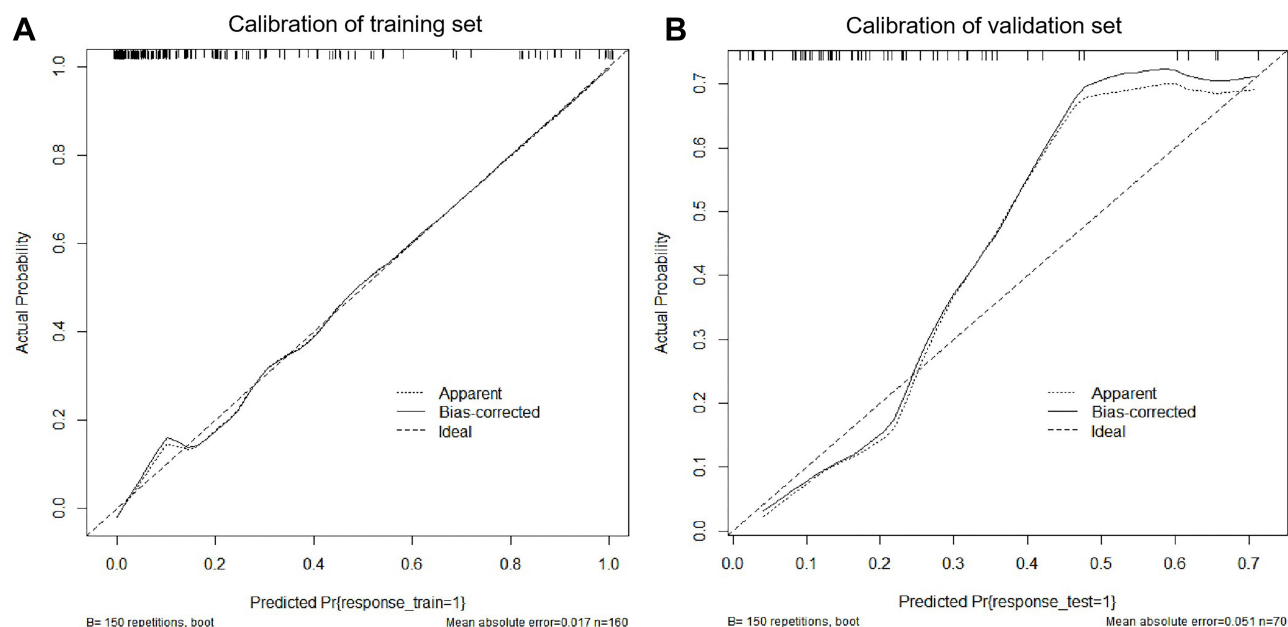 A
Calibration of training set
1.0
0.8
0.6
0.4
0.2
0.0
Actual Probability
Apparent
Bias-corrected
Ideal
0.0 0.2 0.4 0.6 0.8 1.0
Predicted Pr{response_train=1}
B= 150 repetitions, boot
Mean absolute error=0.017 n=160
B
Calibration of validation set
0.7
0.6
0.5
0.4
0.3
0.2
0.1
0.0
Actual Probability
Apparent
Bias-corrected
Ideal
0.0 0.1 0.2 0.3 0.4 0.5 0.6 0.7
Predicted Pr{response_test=1}
B= 150 repetitions, boot
Mean absolute error=0.051 n=70